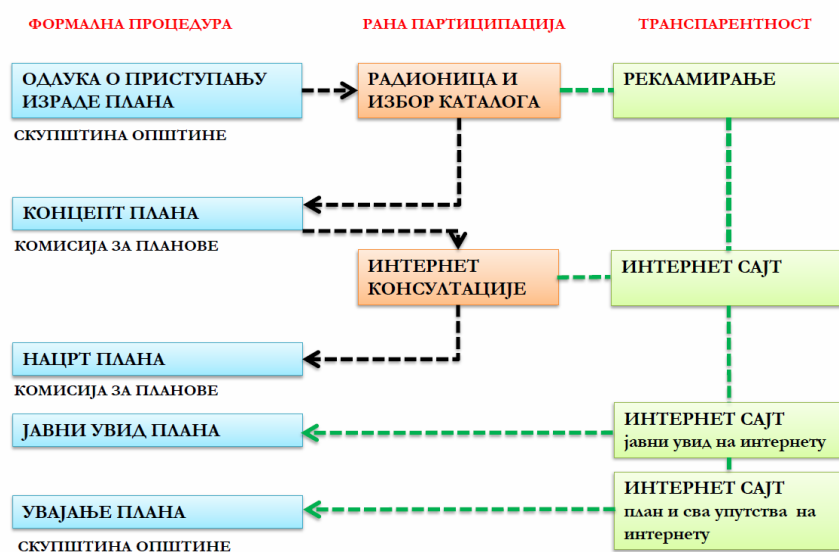 ФОРМАЛНА ПРОЦЕДУРА
РАНА ПАРТИЦИПАЦИЈА
ТРАНСПАРЕНТНОСТ
ОДЛУКА О ПРИСТУПАЊУ
ИЗРАДЕ ПЛАНА
РАДИОНИЦА И
ИЗБОР КАТАЛОГА
РЕКЛАМИРАЊЕ
СКУПШТИНА ОПШТИНЕ
КОНЦЕПТ ПЛАНА
КОМИСИЈА ЗА ПЛАНОВЕ
ИНТЕРНЕТ
КОНСУЛТАЦИЈЕ
ИНТЕРНЕТ САЈТ
НАЦРТ ПЛАНА
КОМИСИЈА ЗА ПЛАНОВЕ
ЈАВНИ УВИД ПЛАНА
ИНТЕРНЕТ САЈТ
јавни увид на интернету
УВАЈАЊЕ ПЛАНА
СКУПШТИНА ОПШТИНЕ
ИНТЕРНЕТ САЈТ
план и сва упутства на
интернету